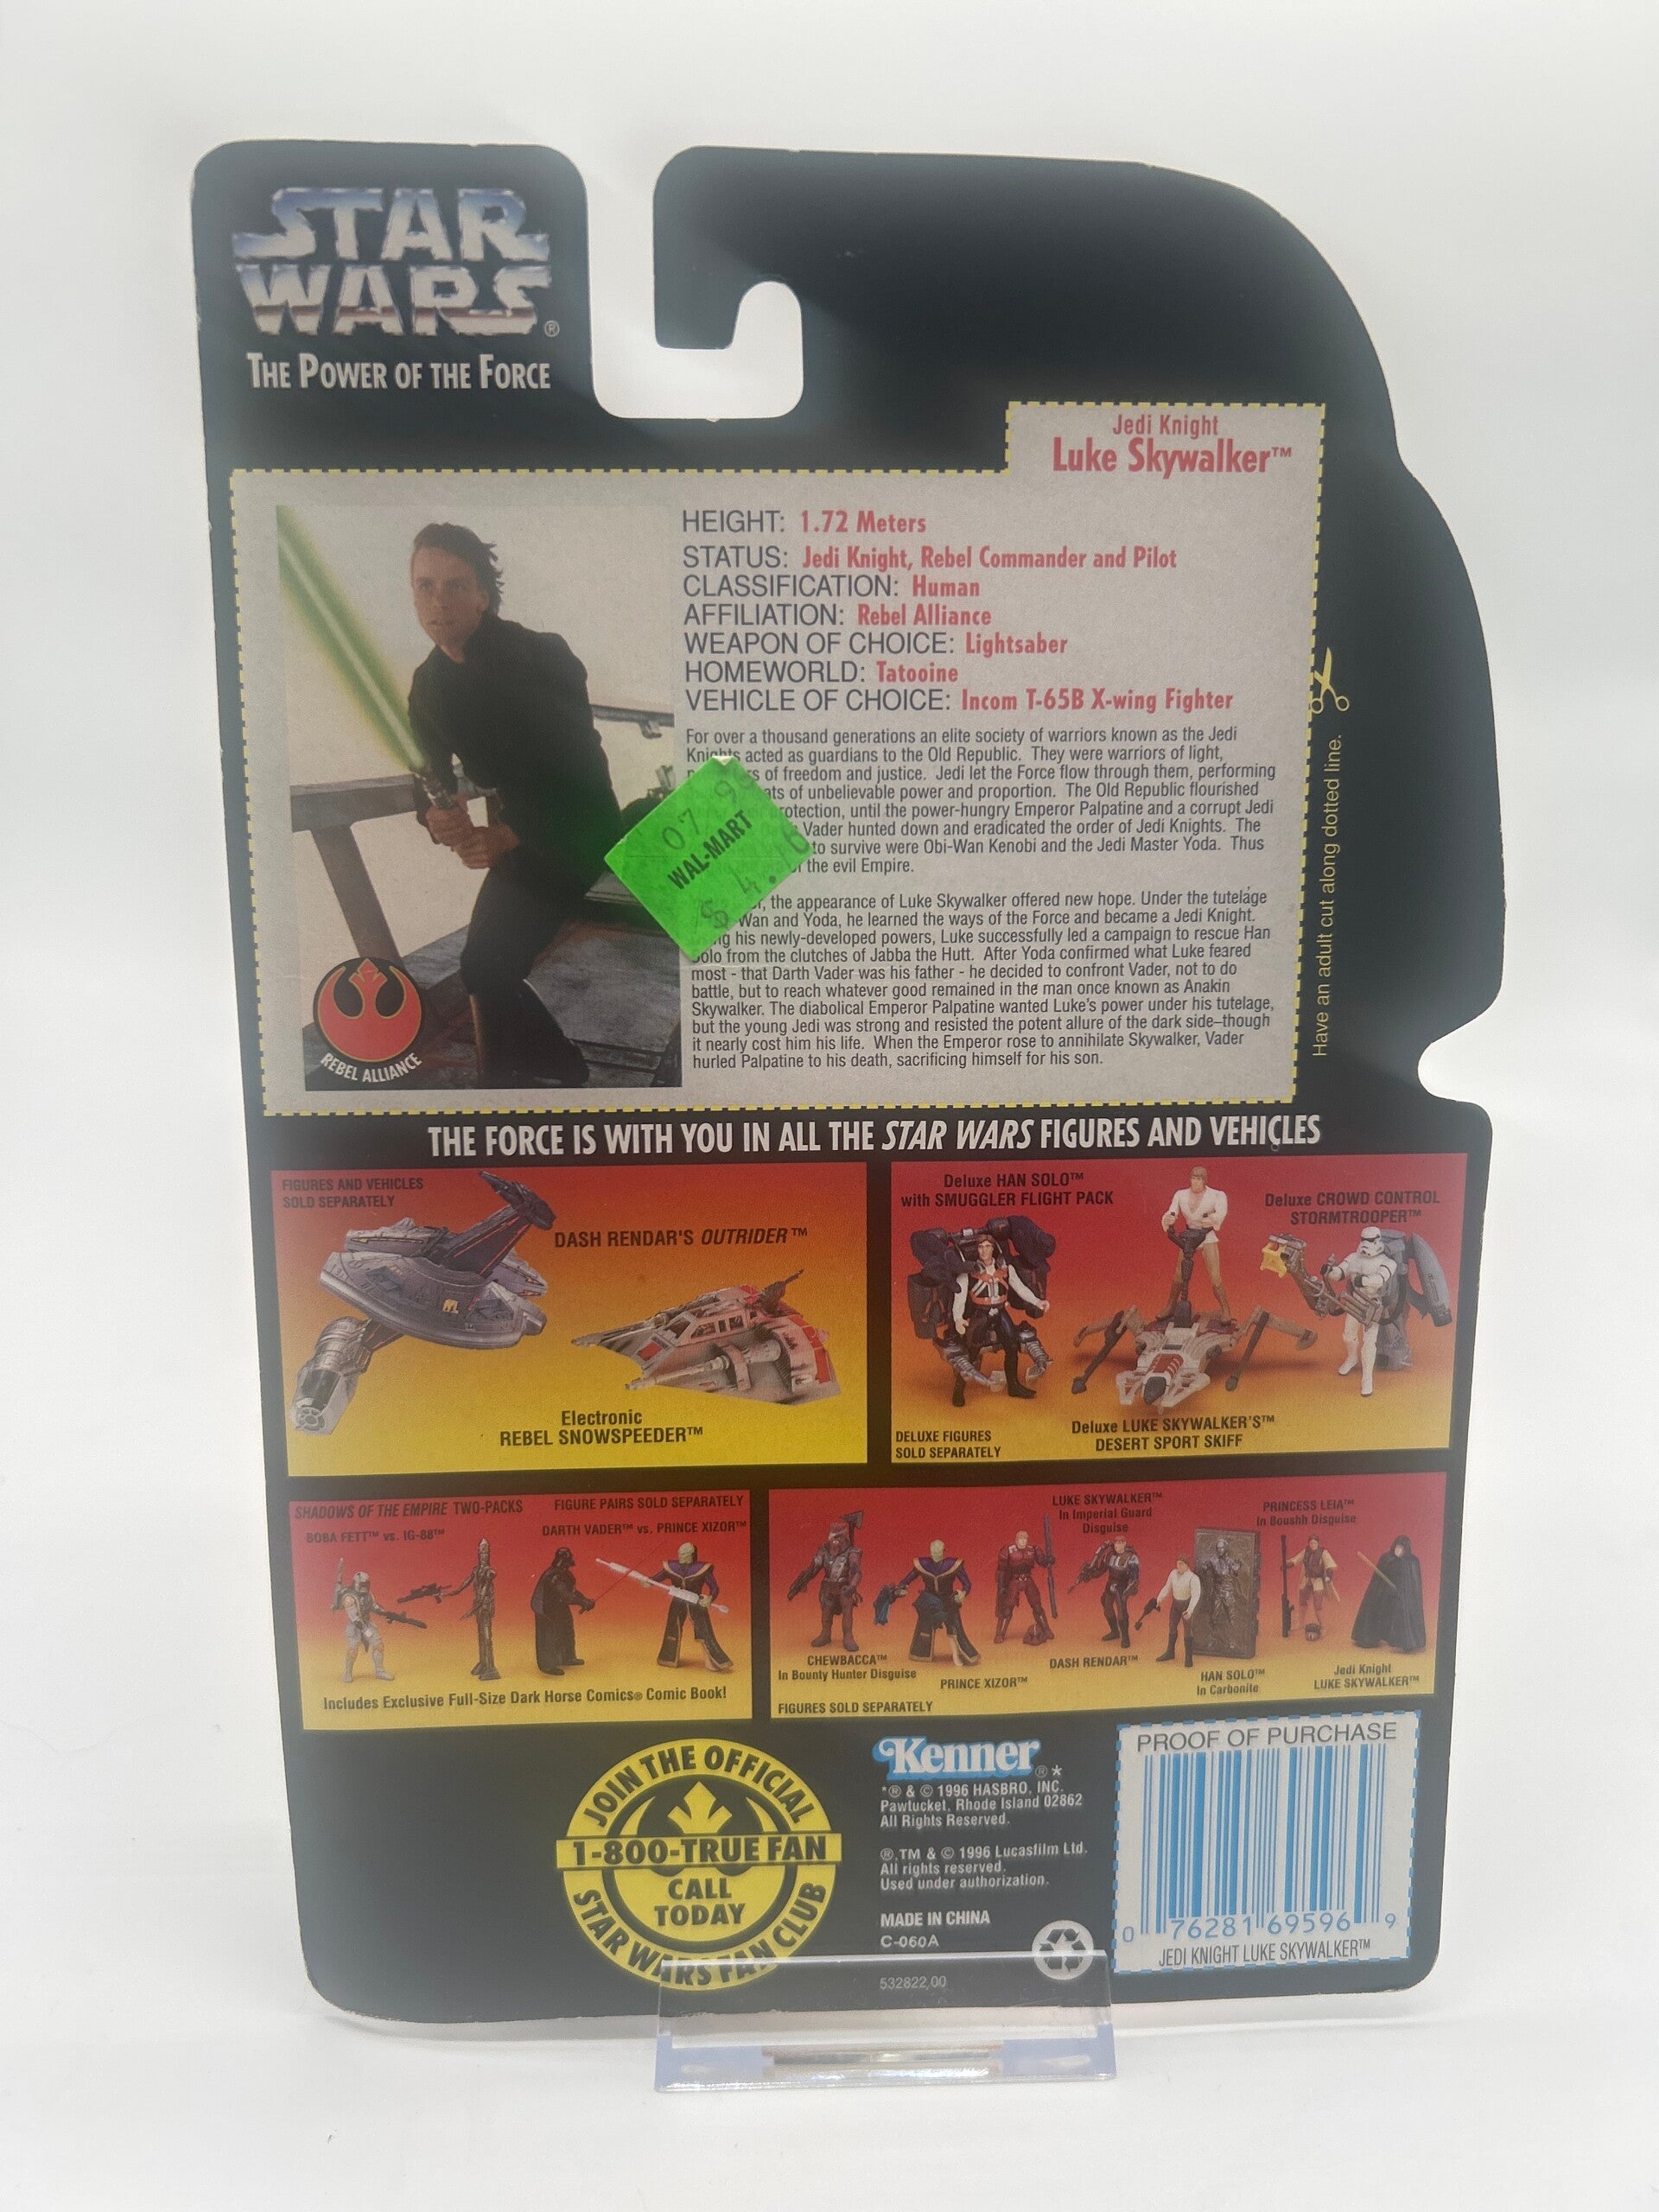 STAR
WARS®
THE POWER OF THE FORCE
Jedi Knight
Luke Skywalker™
HEIGHT: 1.72 Meters
STATUS: Jedi Knight, Rebel Commander and Pilot
CLASSIFICATION: Human
AFFILIATION: Rebel Alliance
WEAPON OF CHOICE: Lightsaber
HOMEWORLD: Tatooine
VEHICLE OF CHOICE: Incom T-65B X-wing Fighter
For over a thousand generations an elite society of warriors known as the Jedi
Knights acted as guardians to the Old Republic. They were warriors of light,
of freedom and justice. Jedi let the Force flow through them, performing
of unbelievable power and proportion. The Old Republic flourished
until the power-hungry Emperor Palpatine and a corrupt Jedi
Vader hunted down and eradicated the order of Jedi Knights. The
to survive were Obi-Wan Kenobi and the Jedi Master Yoda. Thus
the evil Empire.
the appearance of Luke Skywalker offered new hope. Under the tutelage
Wan and Yoda, he learned the ways of the Force and became a Jedi Knight.
his newly-developed powers, Luke successfully led a campaign to rescue Han
Solo from the clutches of Jabba the Hutt. After Yoda confirmed what Luke feared
most - that Darth Vader was his father - he decided to confront Vader, not to do
battle, but to reach whatever good remained in the man once known as Anakin
Skywalker. The diabolical Emperor Palpatine wanted Luke's power under his tutelage,
but the young Jedi was strong and resisted the potent allure of the dark side–though
it nearly cost him his life. When the Emperor rose to annihilate Skywalker, Vader
hurled Palpatine to his death, sacrificing himself for his son.
WAL-MART
REBEL ALLIANCE
Have an adult cut along dotted line.
THE FORCE IS WITH YOU IN ALL THE STAR WARS FIGURES AND VEHICLES
FIGURES AND VEHICLES
SOLD SEPARATELY
DASH RENDAR'S OUTRIDER™
Electronic
REBEL SNOWSPEEDER™
Deluxe HAN SOLO™
with SMUGGLER FLIGHT PACK
Deluxe CROWD CONTROL
STORMTROOPER™
DELUXE FIGURES
SOLD SEPARATELY
Deluxe LUKE SKYWALKER'S™
DESERT SPORT SKIFF
SHADOWS OF THE EMPIRE TWO-PACKS
FIGURE PAIRS SOLD SEPARATELY
BOBA FETT™ vs. IG-88™
DARTH VADER™ vs. PRINCE XIZOR™
Includes Exclusive Full-Size Dark Horse Comics® Comic Book!
LUKE SKYWALKER™
In Imperial Guard
Disguise
PRINCESS LEIA™
In Boushh Disguise
CHEWBACCA™
In Bounty Hunter Disguise
PRINCE XIZOR™
DASH RENDAR™
HAN SOLO™
In Carbonite
Jedi Knight
LUKE SKYWALKER™
FIGURES SOLD SEPARATELY
JOIN THE OFFICIAL
1-800-TRUE FAN
CALL
TODAY
STAR WARS FAN CLUB
Kenner®*
*® & © 1996 HASBRO, INC.
Pawtucket, Rhode Island 02862
All Rights Reserved.
®,TM & © 1996 Lucasfilm Ltd.
All rights reserved.
Used under authorization.
MADE IN CHINA
C-060A
532822.00
PROOF OF PURCHASE
0 76281 69596 9
JEDI KNIGHT LUKE SKYWALKER™